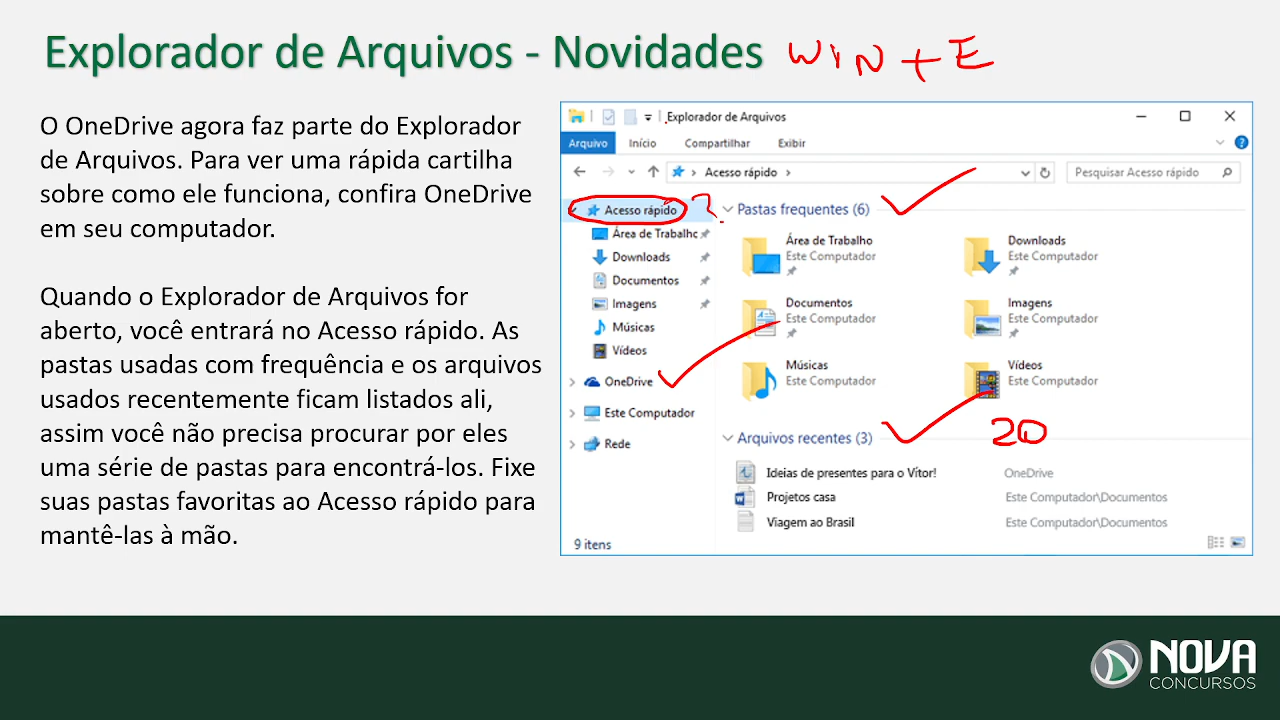 Explorador de Arquivos - Novidades WIN + E
O OneDrive agora faz parte do Explorador
de Arquivos. Para ver uma rápida cartilha
sobre como ele funciona, confira OneDrive
em seu computador.
Quando o Explorador de Arquivos for
aberto, você entrará no Acesso rápido. As
pastas usadas com frequência e os arquivos
usados recentemente ficam listados ali,
assim você não precisa procurar por eles
uma série de pastas para encontrá-los. Fixe
suas pastas favoritas ao Acesso rápido para
mantê-las à mão.
Explorador de Arquivos
Arquivo Início Compartilhar Exibir
Acesso rápido
Pesquisar Acesso rápido
Acesso rápido ?
Área de Trabalho
Downloads
Documentos
Imagens
Músicas
Vídeos
OneDrive
Este Computador
Rede
Pastas frequentes (6)
Área de Trabalho
Este Computador
Downloads
Este Computador
Documentos
Este Computador
Imagens
Este Computador
Músicas
Este Computador
Vídeos
Este Computador
Arquivos recentes (3)
20
Ideias de presentes para o Vítor! OneDrive
Projetos casa Este Computador\Documentos
Viagem ao Brasil Este Computador\Documentos
9 itens
NOVA
CONCURSOS